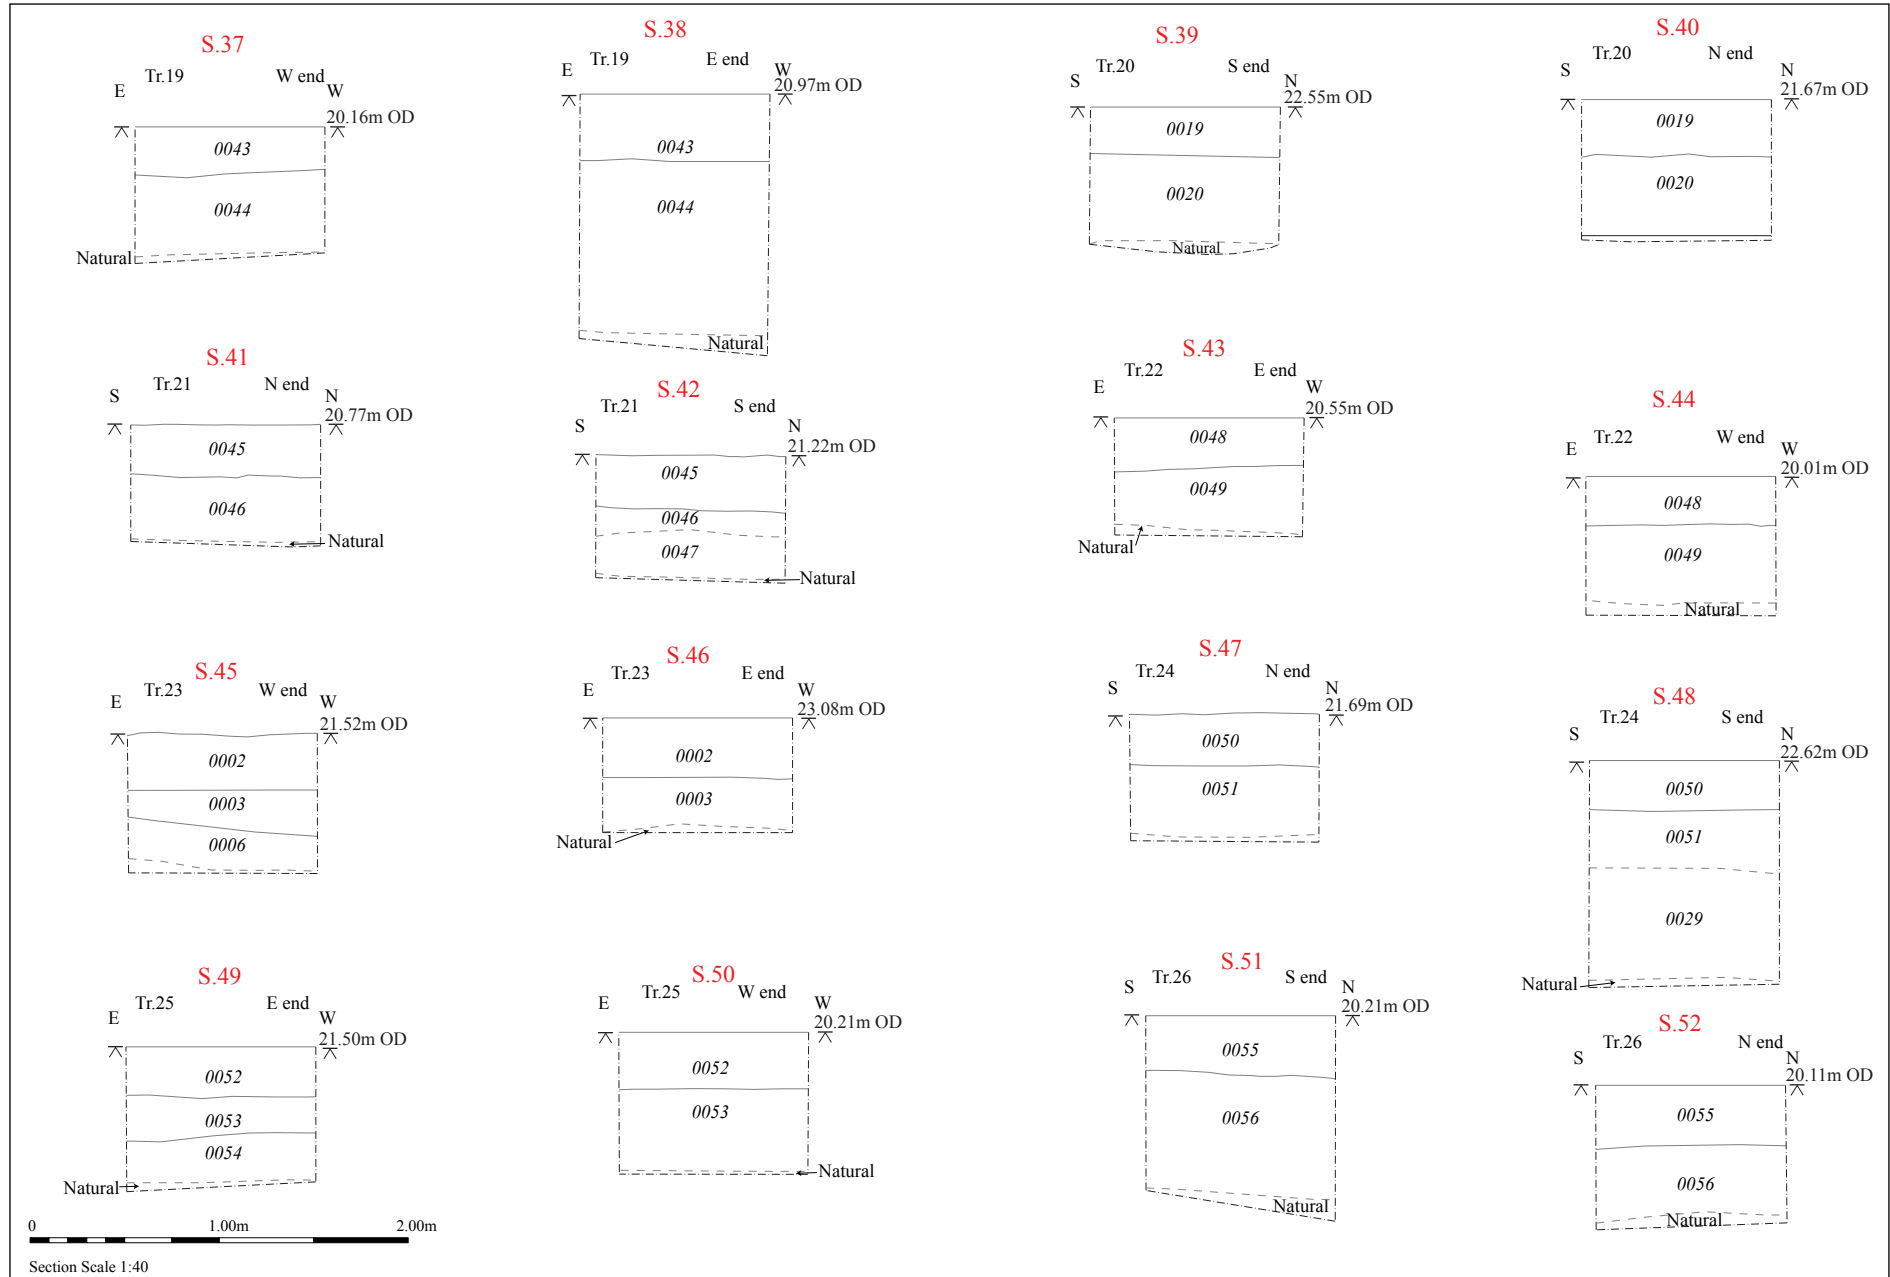 S.37
Tr.19 W end
E W
20.16m OD
0043
0044
Natural
S.38
Tr.19 E end
E W
20.97m OD
0043
0044
Natural
S.39
Tr.20 S end
S N
22.55m OD
0019
0020
Natural
S.40
Tr.20 N end
S N
21.67m OD
0019
0020
S.41
Tr.21 N end
S N
20.77m OD
0045
0046
Natural
S.42
Tr.21 S end
S N
21.22m OD
0045
0046
0047
Natural
S.43
Tr.22 E end
E W
20.55m OD
0048
0049
Natural
S.44
Tr.22 W end
E W
20.01m OD
0048
0049
Natural
S.45
Tr.23 W end
E W
21.52m OD
0002
0003
0006
S.46
Tr.23 E end
E W
23.08m OD
0002
0003
Natural
S.47
Tr.24 N end
S N
21.69m OD
0050
0051
S.48
Tr.24 S end
S N
22.62m OD
0050
0051
0029
Natural
S.49
Tr.25 E end
E W
21.50m OD
0052
0053
0054
Natural
S.50
Tr.25 W end
E W
20.21m OD
0052
0053
Natural
S.51
Tr.26 S end
S N
20.21m OD
0055
0056
Natural
S.52
Tr.26 N end
S N
20.11m OD
0055
0056
Natural
0 1.00m 2.00m
Section Scale 1:40